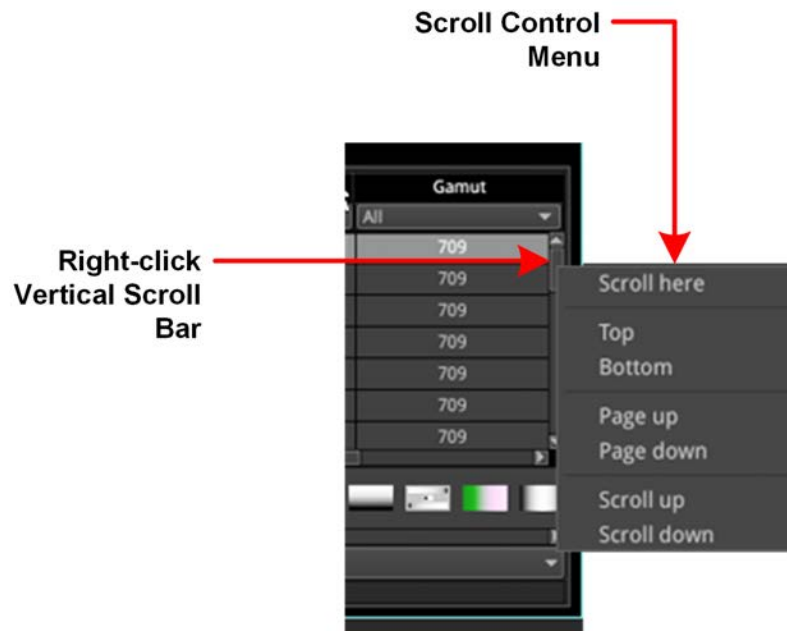 Scroll Control
Menu
Gamut
All
Right-click
Vertical Scroll
Bar
709
709
709
709
709
709
709
Scroll here
Top
Bottom
Page up
Page down
Scroll up
Scroll down